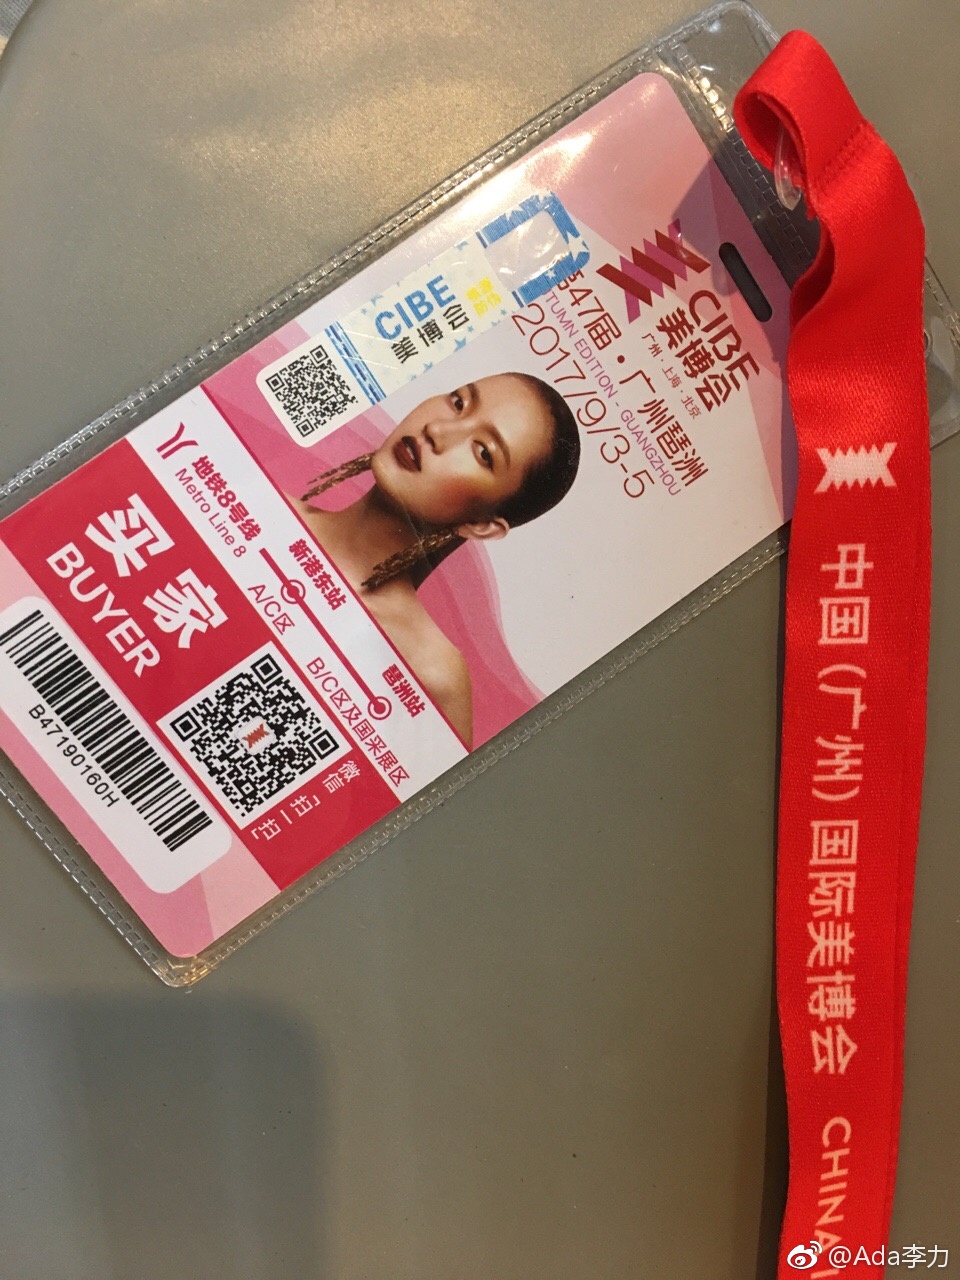 CIBE
美博会
广州·上海·北京
第47届·广州琶洲
AUTUMN EDITION - GUANGZHOU
2017/9/3-5
CIBE
美博会
地铁8号线
Metro Line 8
新港东站
A/C区
琶洲站
B/C区及国采展区
买家
BUYER
微信「扫一扫」
B47190160H
中国(广州)国际美博会
CHINA
@Ada李力